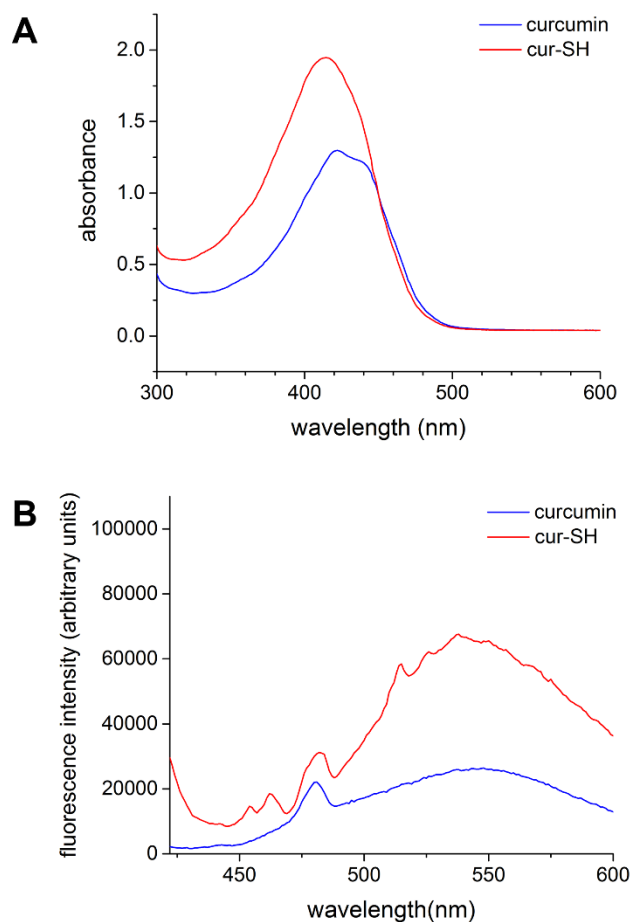 A
curcumin
cur-SH
absorbance
2.0
1.5
1.0
0.5
0.0
300
400
500
600
wavelength (nm)
B
curcumin
cur-SH
fluorescence intensity (arbitrary units)
100000
80000
60000
40000
20000
0
450
500
550
600
wavelength(nm)